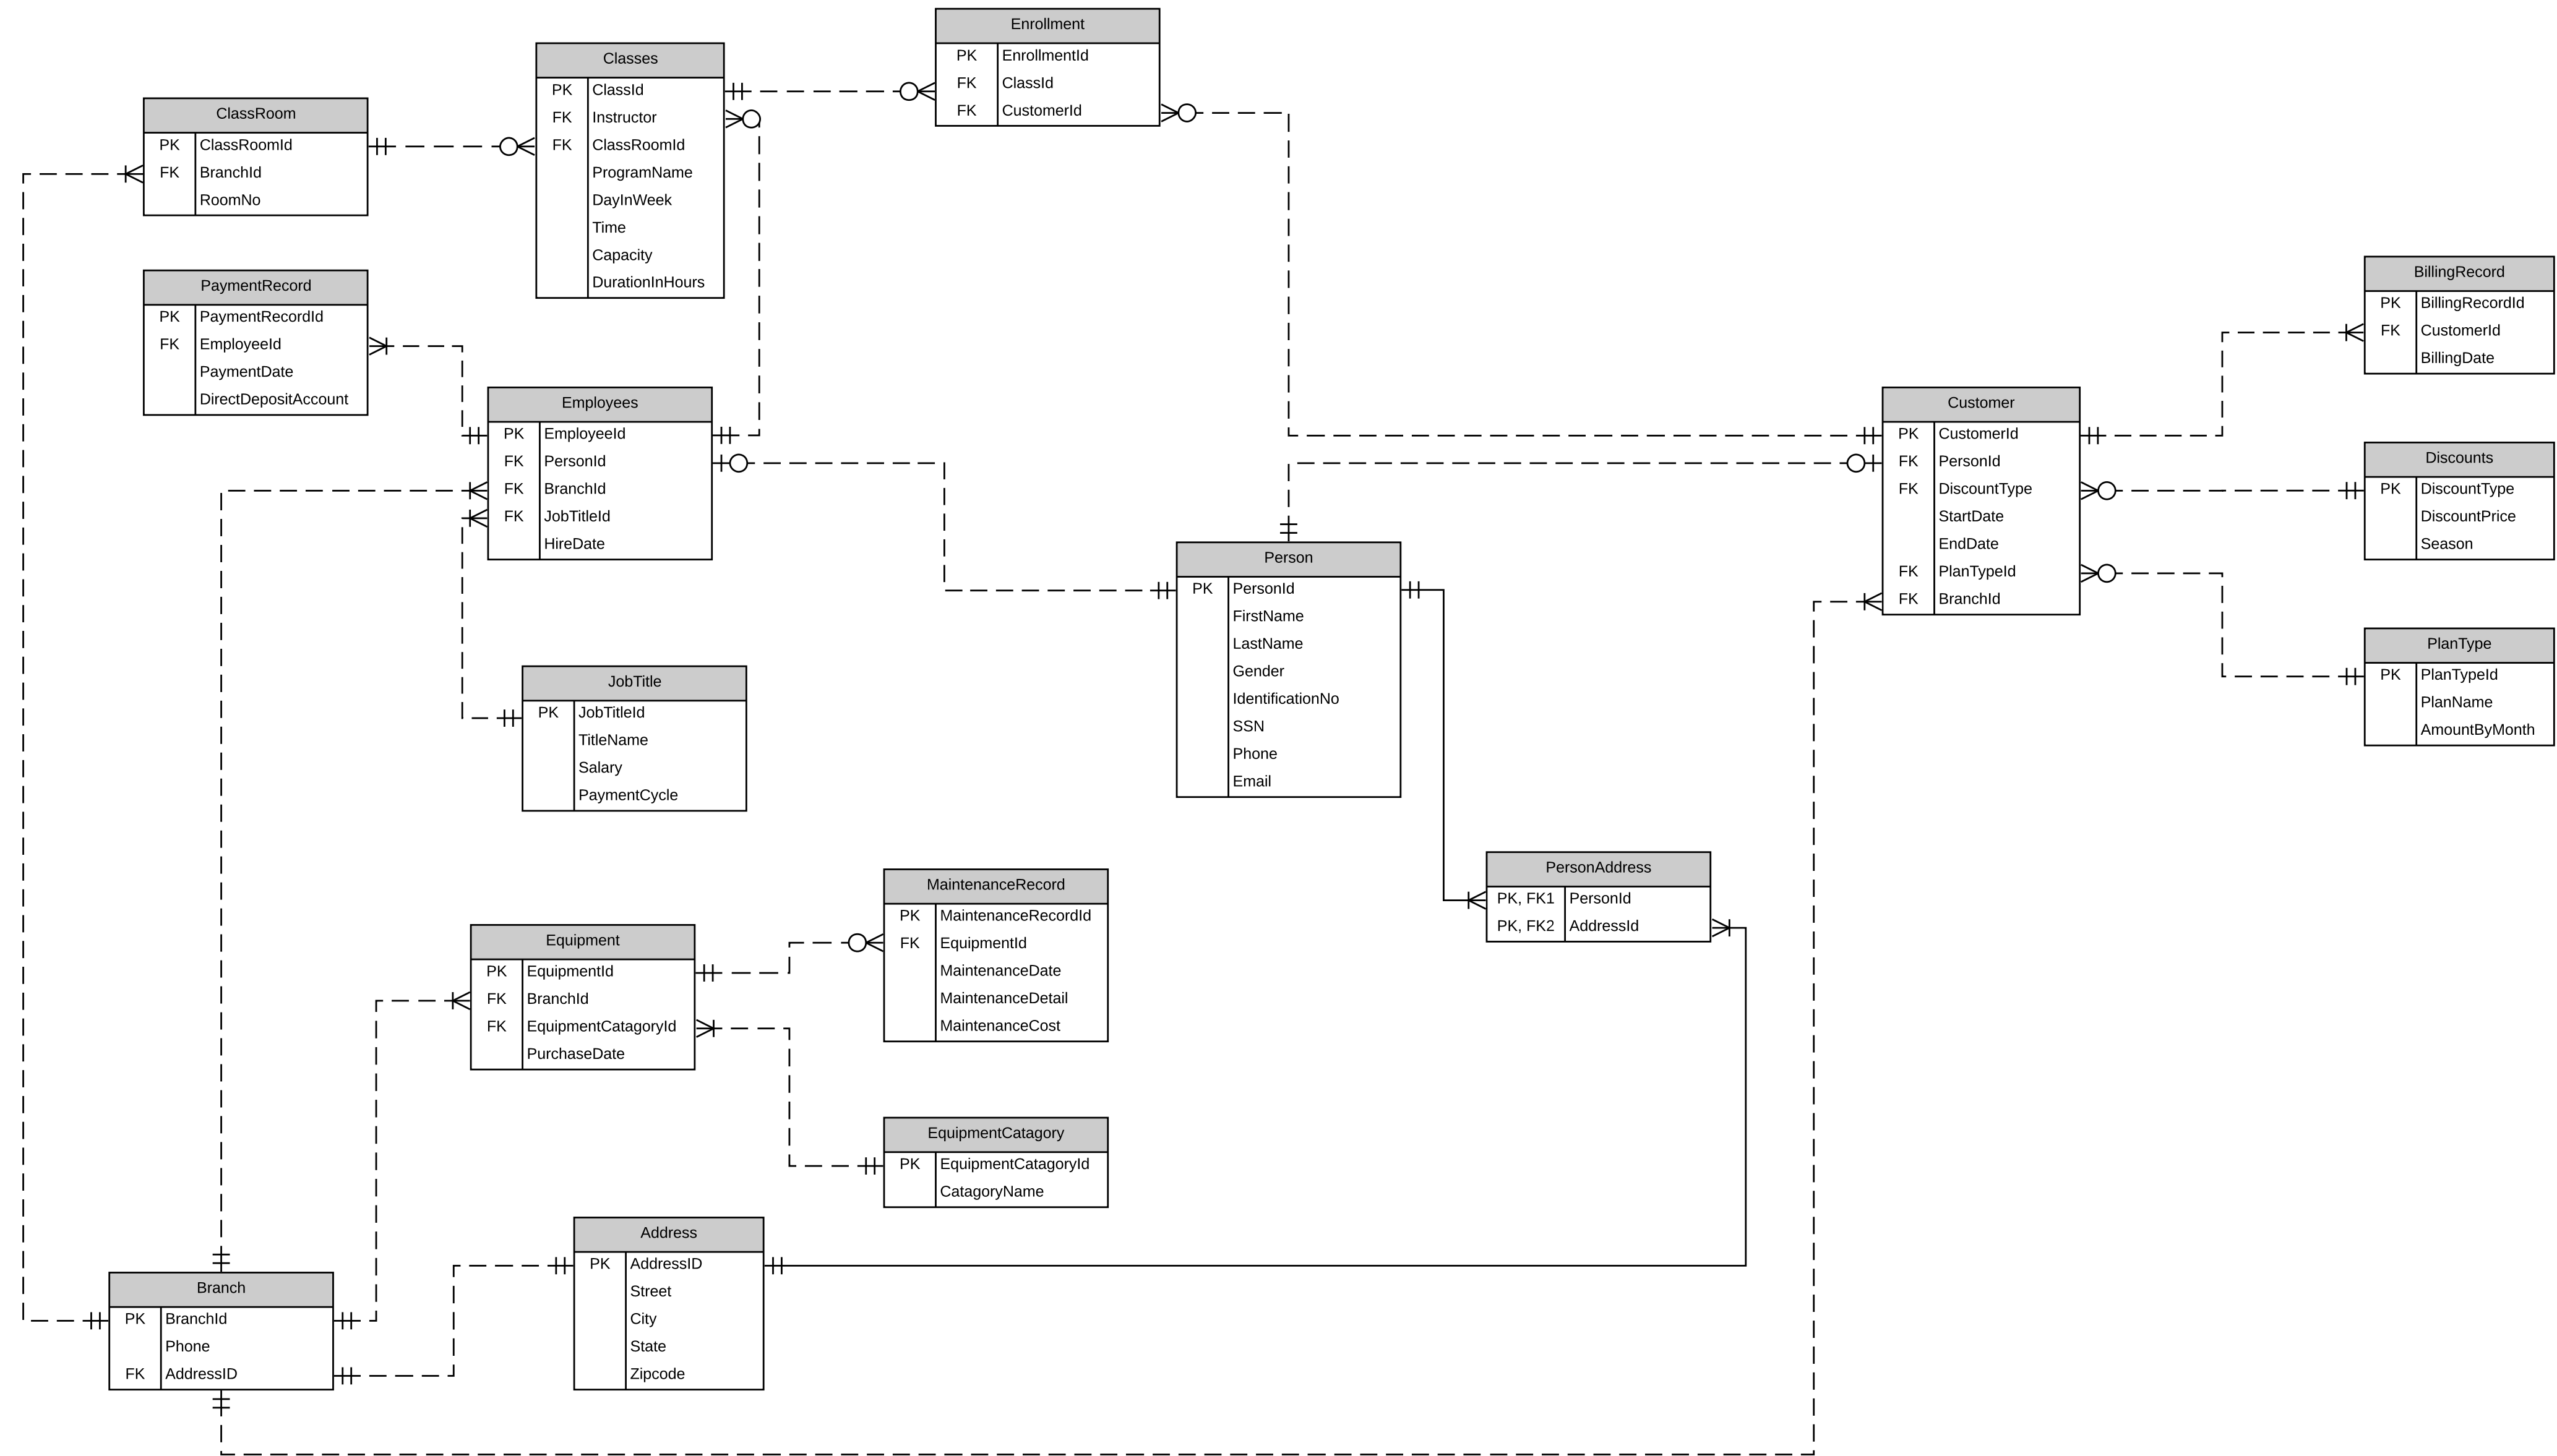 Enrollment
PK EnrollmentId
FK ClassId
FK CustomerId
Classes
PK ClassId
FK Instructor
FK ClassRoomId
ProgramName
DayInWeek
Time
Capacity
DurationInHours
ClassRoom
PK ClassRoomId
FK BranchId
RoomNo
PaymentRecord
PK PaymentRecordId
FK EmployeeId
PaymentDate
DirectDepositAccount
BillingRecord
PK BillingRecordId
FK CustomerId
BillingDate
Employees
PK EmployeeId
FK PersonId
FK BranchId
FK JobTitleId
HireDate
Customer
PK CustomerId
FK PersonId
FK DiscountType
StartDate
EndDate
FK PlanTypeId
FK BranchId
Discounts
PK DiscountType
DiscountPrice
Season
Person
PK PersonId
FirstName
LastName
Gender
IdentificationNo
SSN
Phone
Email
PlanType
PK PlanTypeId
PlanName
AmountByMonth
JobTitle
PK JobTitleId
TitleName
Salary
PaymentCycle
PersonAddress
PK, FK1 PersonId
PK, FK2 AddressId
MaintenanceRecord
PK MaintenanceRecordId
FK EquipmentId
MaintenanceDate
MaintenanceDetail
MaintenanceCost
Equipment
PK EquipmentId
FK BranchId
FK EquipmentCatagoryId
PurchaseDate
EquipmentCatagory
PK EquipmentCatagoryId
CatagoryName
Address
PK AddressID
Street
City
State
Zipcode
Branch
PK BranchId
Phone
FK AddressID